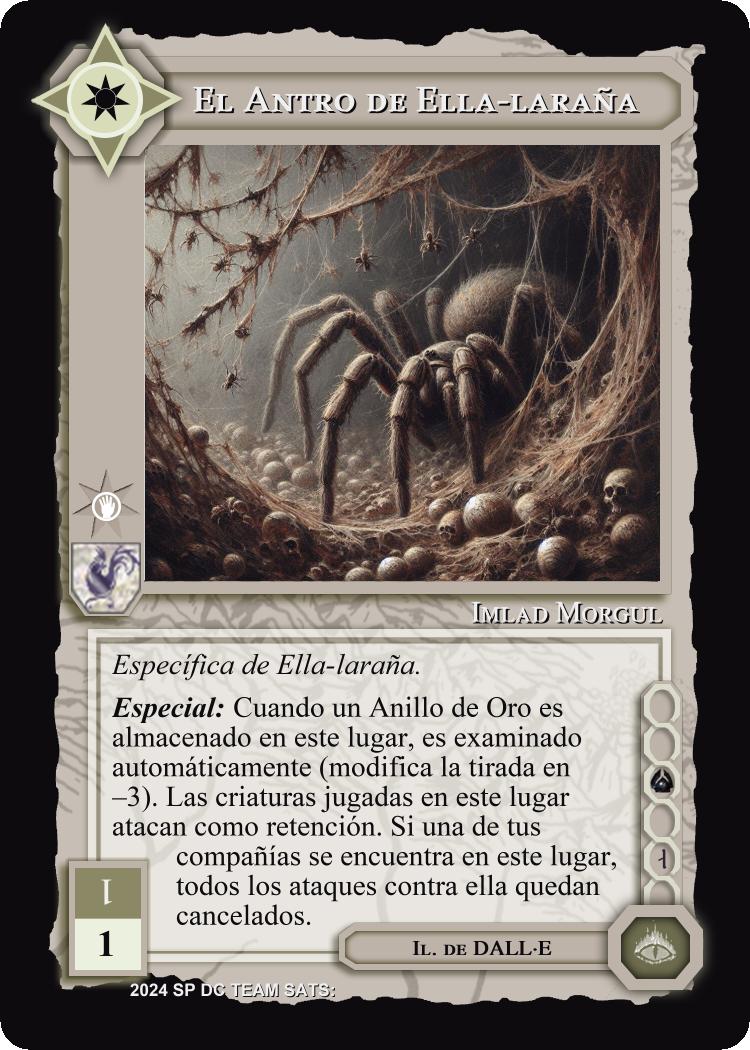 El Antro de Ella-laraña
Imlad Morgul
Específica de Ella-laraña.
Especial: Cuando un Anillo de Oro es
almacenado en este lugar, es examinado
automáticamente (modifica la tirada en
–3). Las criaturas jugadas en este lugar
atacan como retención. Si una de tus
compañías se encuentra en este lugar,
todos los ataques contra ella quedan
cancelados.
1
Il. de DALL·E
2024 SP DC TEAM SATS: